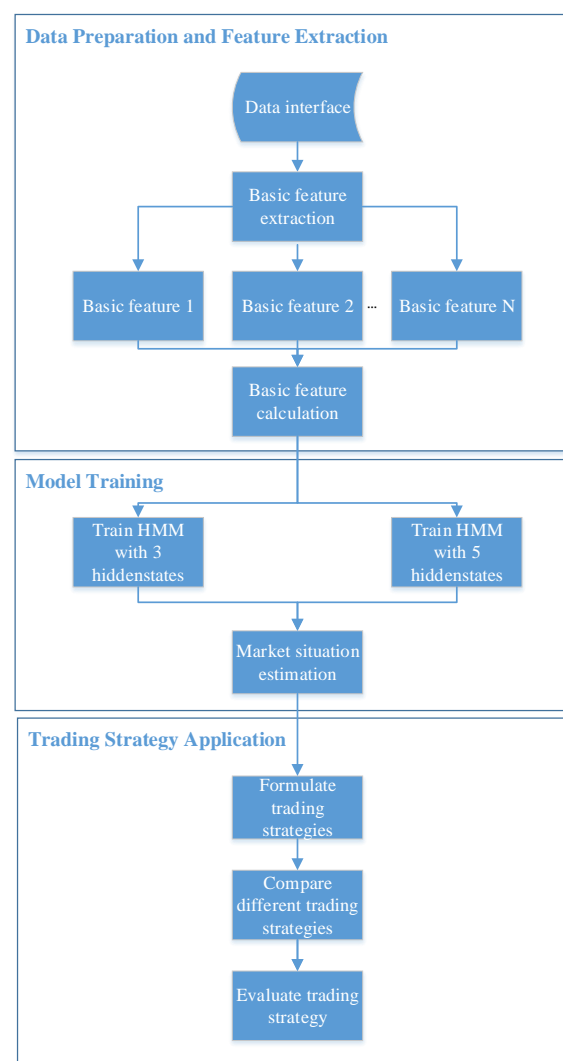 Data Preparation and Feature Extraction
Data interface
Basic feature
extraction
Basic feature 1
Basic feature 2
...
Basic feature N
Basic feature
calculation
Model Training
Train HMM
with 3
hiddenstates
Train HMM
with 5
hiddenstates
Market situation
estimation
Trading Strategy Application
Formulate
trading
strategies
Compare
different trading
strategies
Evaluate trading
strategy